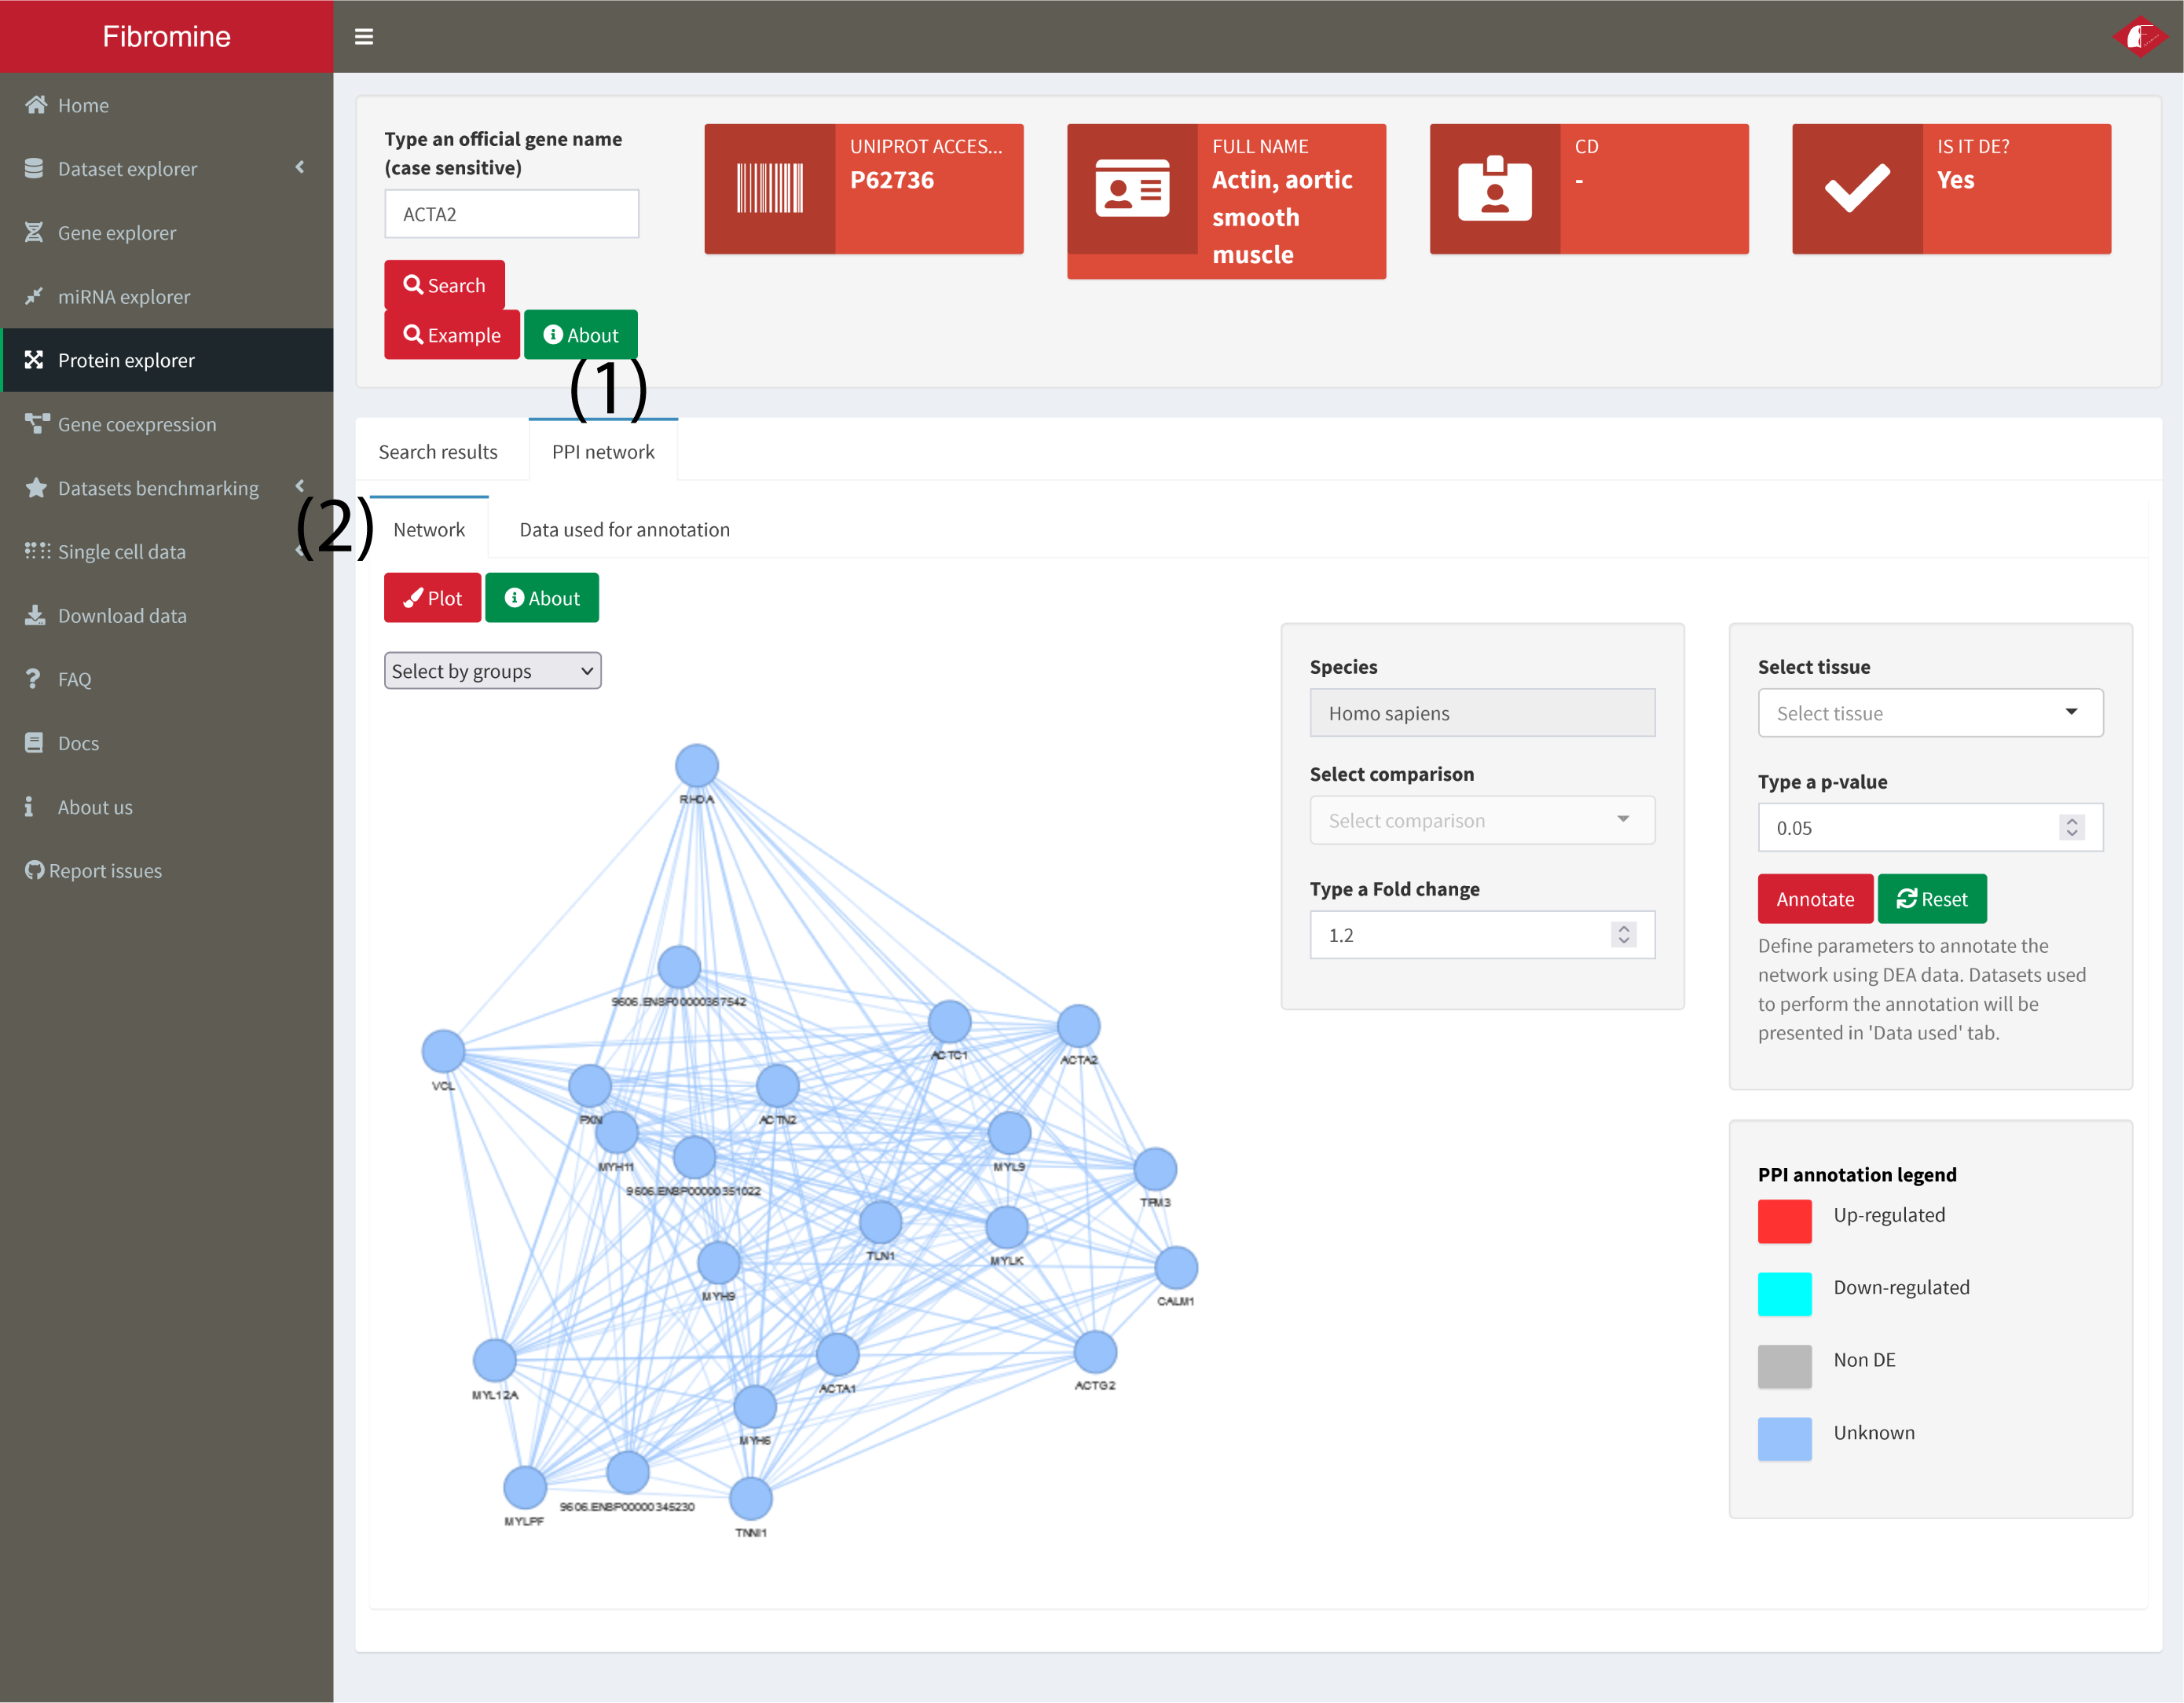 Fibromine
Home
Dataset explorer
Gene explorer
miRNA explorer
Protein explorer
Gene coexpression
Datasets benchmarking
Single cell data
Download data
FAQ
Docs
About us
Report issues
Type an official gene name
(case sensitive)
ACTA2
Search
Example
About
UNIPROT ACCES...
P62736
FULL NAME
Actin, aortic
smooth
muscle
CD
-
IS IT DE?
Yes
(1)
Search results
PPI network
(2)
Network
Data used for annotation
Plot
About
Select by groups
RHOA
9606.ENSP00000367542
ACTC1
ACTA2
VCL
PXN
ACTN2
MYH11
MYL9
9606.ENSP00000351022
TPM3
TLN1
MYLK
MYH9
CALM1
MYL12A
ACTA1
ACTG2
MYH6
MYLPF
9606.ENSP00000345230
TNNI1
Species
Homo sapiens
Select comparison
Select comparison
Type a Fold change
1.2
Select tissue
Select tissue
Type a p-value
0.05
Annotate
Reset
Define parameters to annotate the
network using DEA data. Datasets used
to perform the annotation will be
presented in 'Data used' tab.
PPI annotation legend
Up-regulated
Down-regulated
Non DE
Unknown